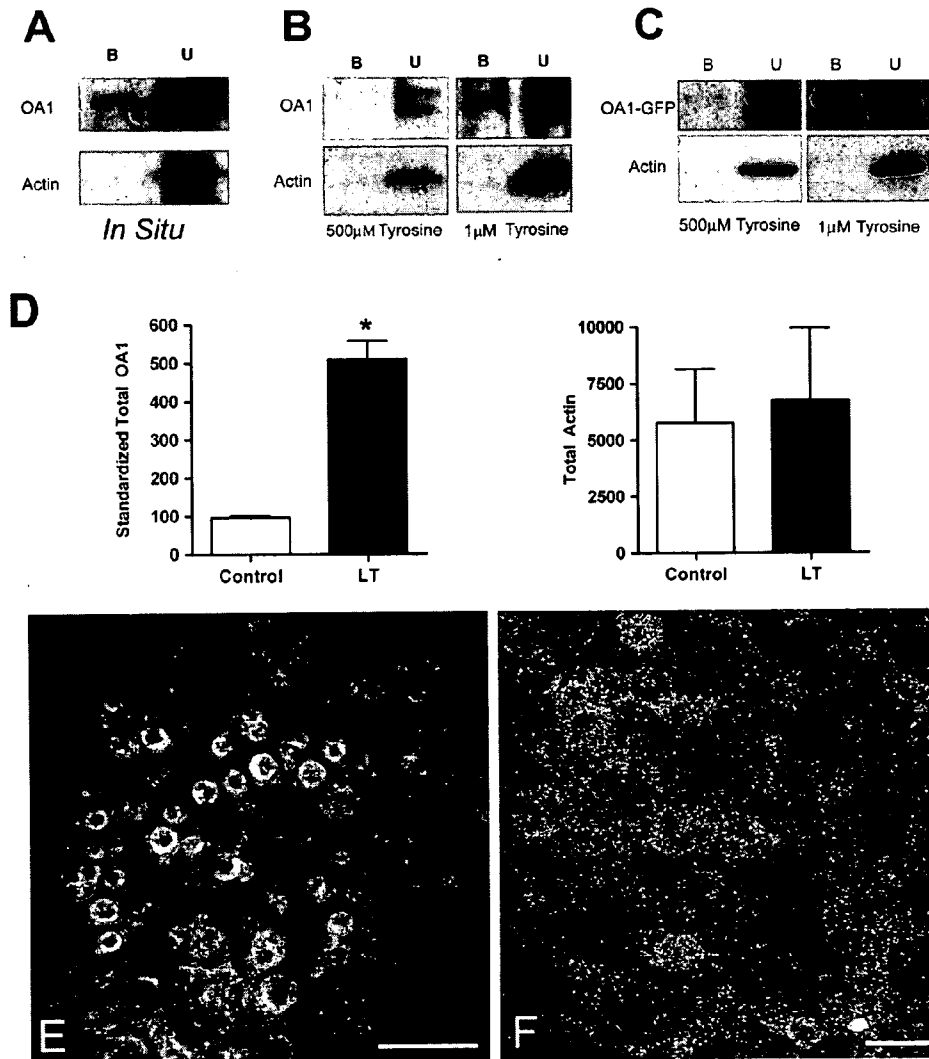 A
B U
OA1
Actin
In Situ
B
B U B U
OA1
Actin
500µM Tyrosine 1µM Tyrosine
C
B U B U
OA1-GFP
Actin
500µM Tyrosine 1µM Tyrosine
D
Standardized Total OA1
600
500
400
300
200
100
0
*
Control LT
Total Actin
10000
7500
5000
2500
0
Control LT
E
F